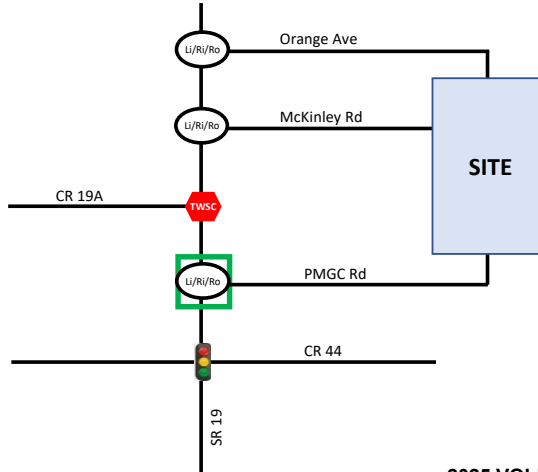 Orange Ave
Li/Ri/Ro
McKinley Rd
Li/Ri/Ro
SITE
CR 19A
TWSC
PMGC Rd
Li/Ri/Ro
CR 44
SR 19